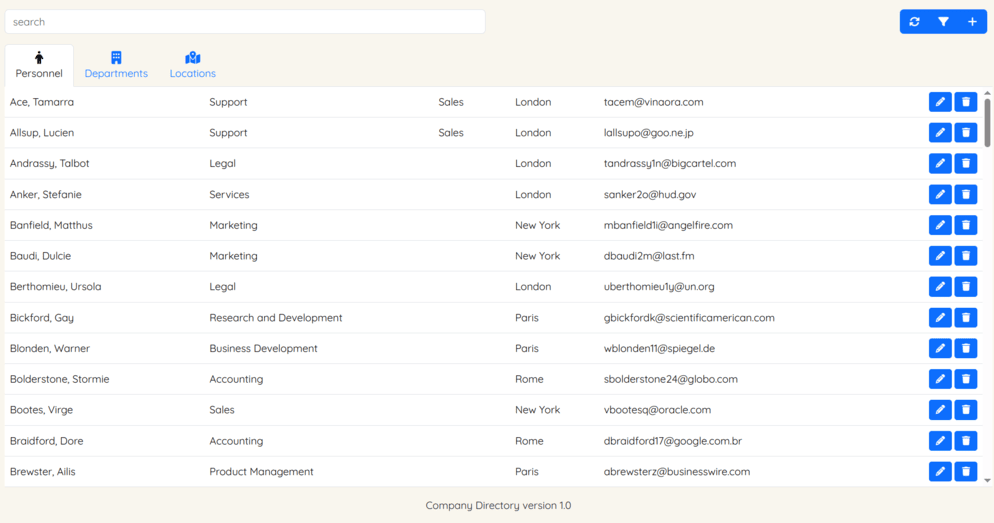 search
Personnel Departments Locations
Ace, Tamarra Support Sales London tacem@vinaora.com
Allsup, Lucien Support Sales London lallsupo@goo.ne.jp
Andrassy, Talbot Legal London tandrassy1n@bigcartel.com
Anker, Stefanie Services London sanker2o@hud.gov
Banfield, Matthus Marketing New York mbanfield1i@angelfire.com
Baudi, Dulcie Marketing New York dbaudi2m@last.fm
Berthomieu, Ursola Legal London uberthomieu1y@un.org
Bickford, Gay Research and Development Paris gbickfordk@scientificamerican.com
Blonden, Warner Business Development Paris wblonden11@spiegel.de
Bolderstone, Stormie Accounting Rome sbolderstone24@globo.com
Bootes, Virge Sales New York vbootesq@oracle.com
Braidford, Dore Accounting Rome dbraidford17@google.com.br
Brewster, Ailis Product Management Paris abrewsterz@businesswire.com
Company Directory version 1.0